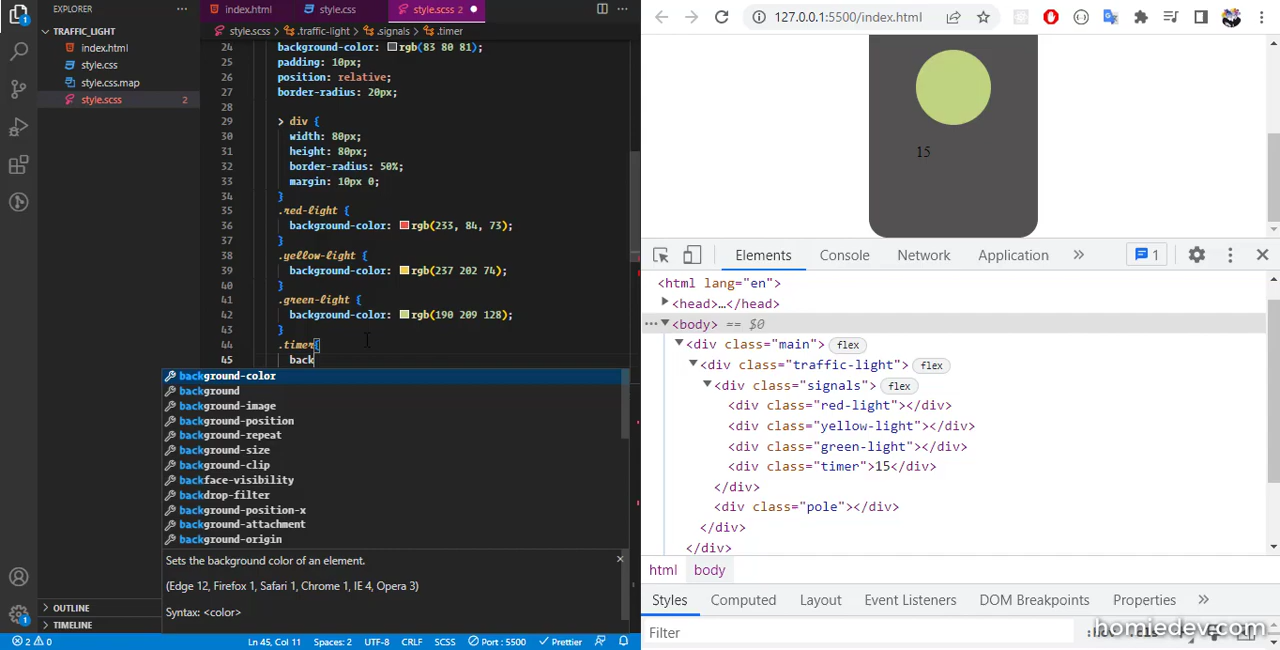 EXPLORER
TRAFFIC_LIGHT
index.html
style.css
style.css.map
style.scss 2
OUTLINE
TIMELINE
1
1
index.html
style.css
style.scss 2
style.scss > .traffic-light > .signals > .timer
24 background-color: rgb(83 80 81);
25 padding: 10px;
26 position: relative;
27 border-radius: 20px;
28
29 > div {
30 width: 80px;
31 height: 80px;
32 border-radius: 50%;
33 margin: 10px 0;
34 }
35 .red-light {
36 background-color: rgb(233, 84, 73);
37 }
38 .yellow-light {
39 background-color: rgb(237 202 74);
40 }
41 .green-light {
42 background-color: rgb(190 209 128);
43 }
44 .timer{
45 back
background-color
background
background-image
background-position
background-repeat
background-size
background-clip
backface-visibility
backdrop-filter
background-position-x
background-attachment
background-origin
Sets the background color of an element.
(Edge 12, Firefox 1, Safari 1, Chrome 1, IE 4, Opera 3)
Syntax: <color>
2 0
Ln 45, Col 11
Spaces: 2
UTF-8
CRLF
SCSS
Port : 5500
Prettier
127.0.0.1:5500/index.html
15
Elements
Console
Network
Application
1
<html lang="en">
<head>…</head>
<body> == $0
<div class="main"> flex
<div class="traffic-light"> flex
<div class="signals"> flex
<div class="red-light"></div>
<div class="yellow-light"></div>
<div class="green-light"></div>
<div class="timer">15</div>
</div>
<div class="pole"></div>
</div>
</div>
html body
Styles
Computed
Layout
Event Listeners
DOM Breakpoints
Properties
Filter
homiedev.com